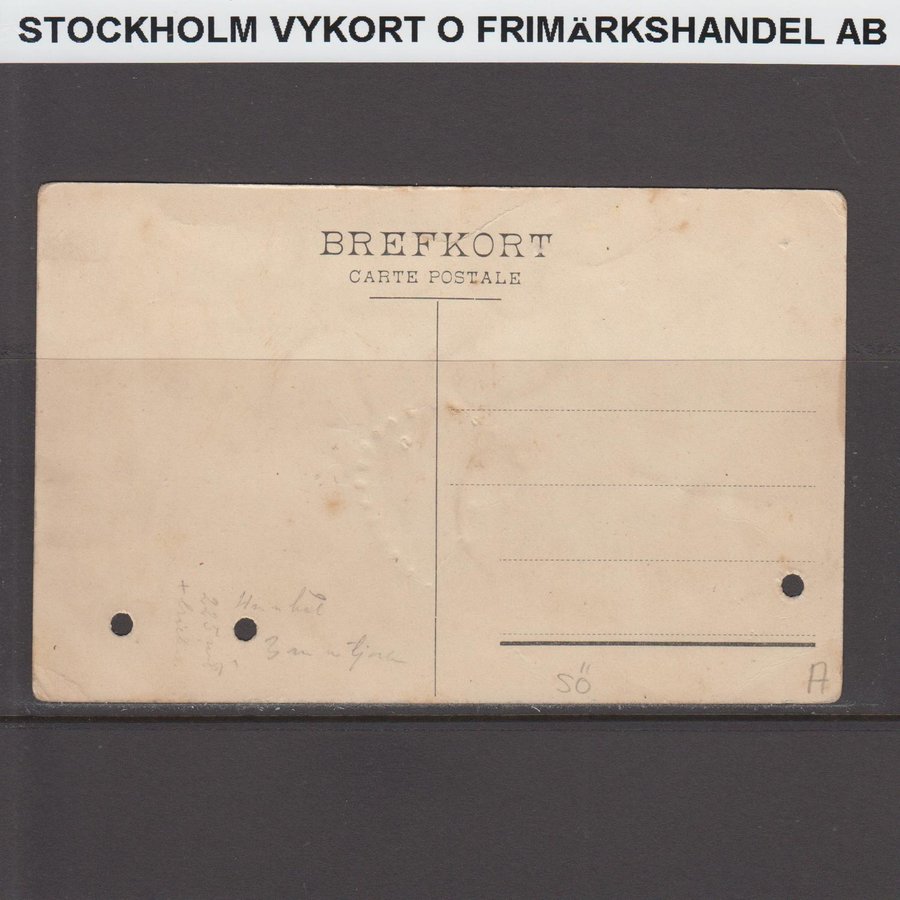 STOCKHOLM VYKORT O FRIMäRKSHANDEL AB
BREFKORT
CARTE POSTALE
SÖ
A